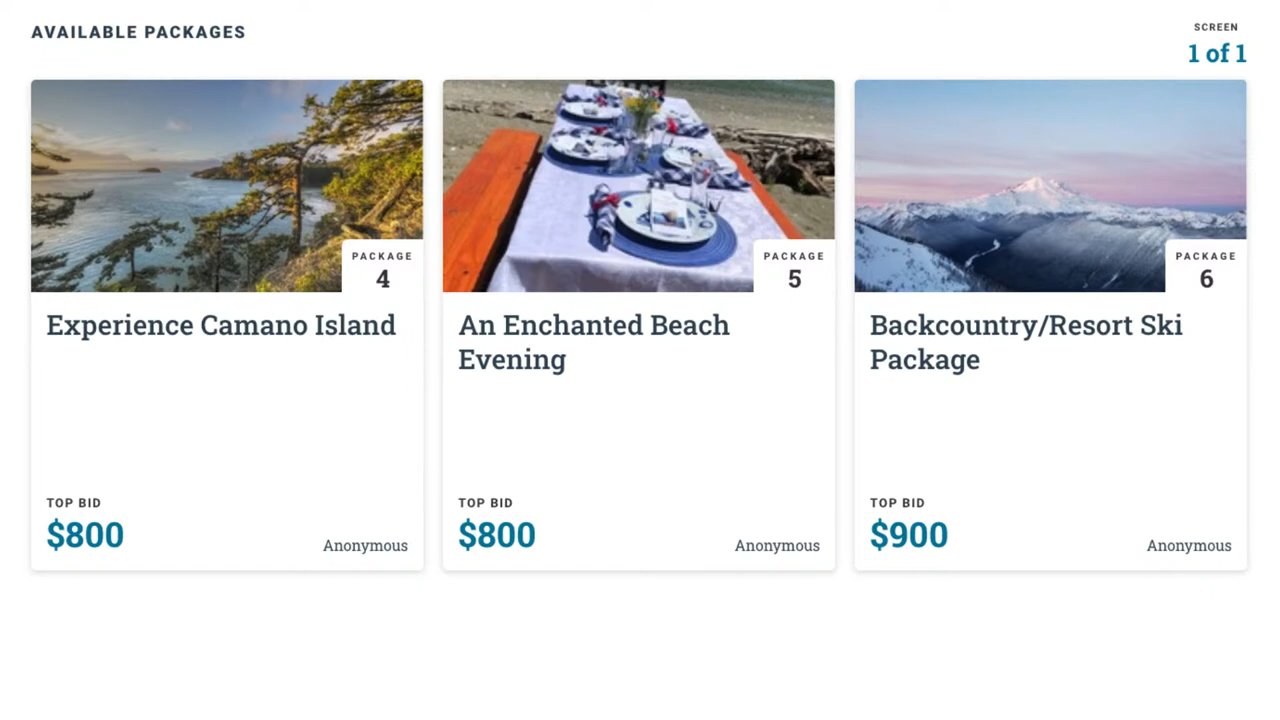 AVAILABLE PACKAGES
SCREEN
1 of 1
PACKAGE
4
Experience Camano Island
TOP BID
$800
Anonymous
PACKAGE
5
An Enchanted Beach
Evening
TOP BID
$800
Anonymous
PACKAGE
6
Backcountry/Resort Ski
Package
TOP BID
$900
Anonymous